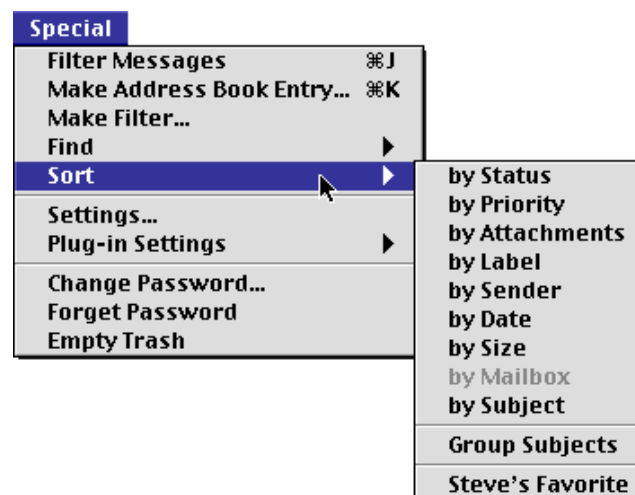 Special
Filter Messages ⌘J
Make Address Book Entry... ⌘K
Make Filter...
Find
Sort
Settings...
Plug-in Settings
Change Password...
Forget Password
Empty Trash
by Status
by Priority
by Attachments
by Label
by Sender
by Date
by Size
by Mailbox
by Subject
Group Subjects
Steve's Favorite